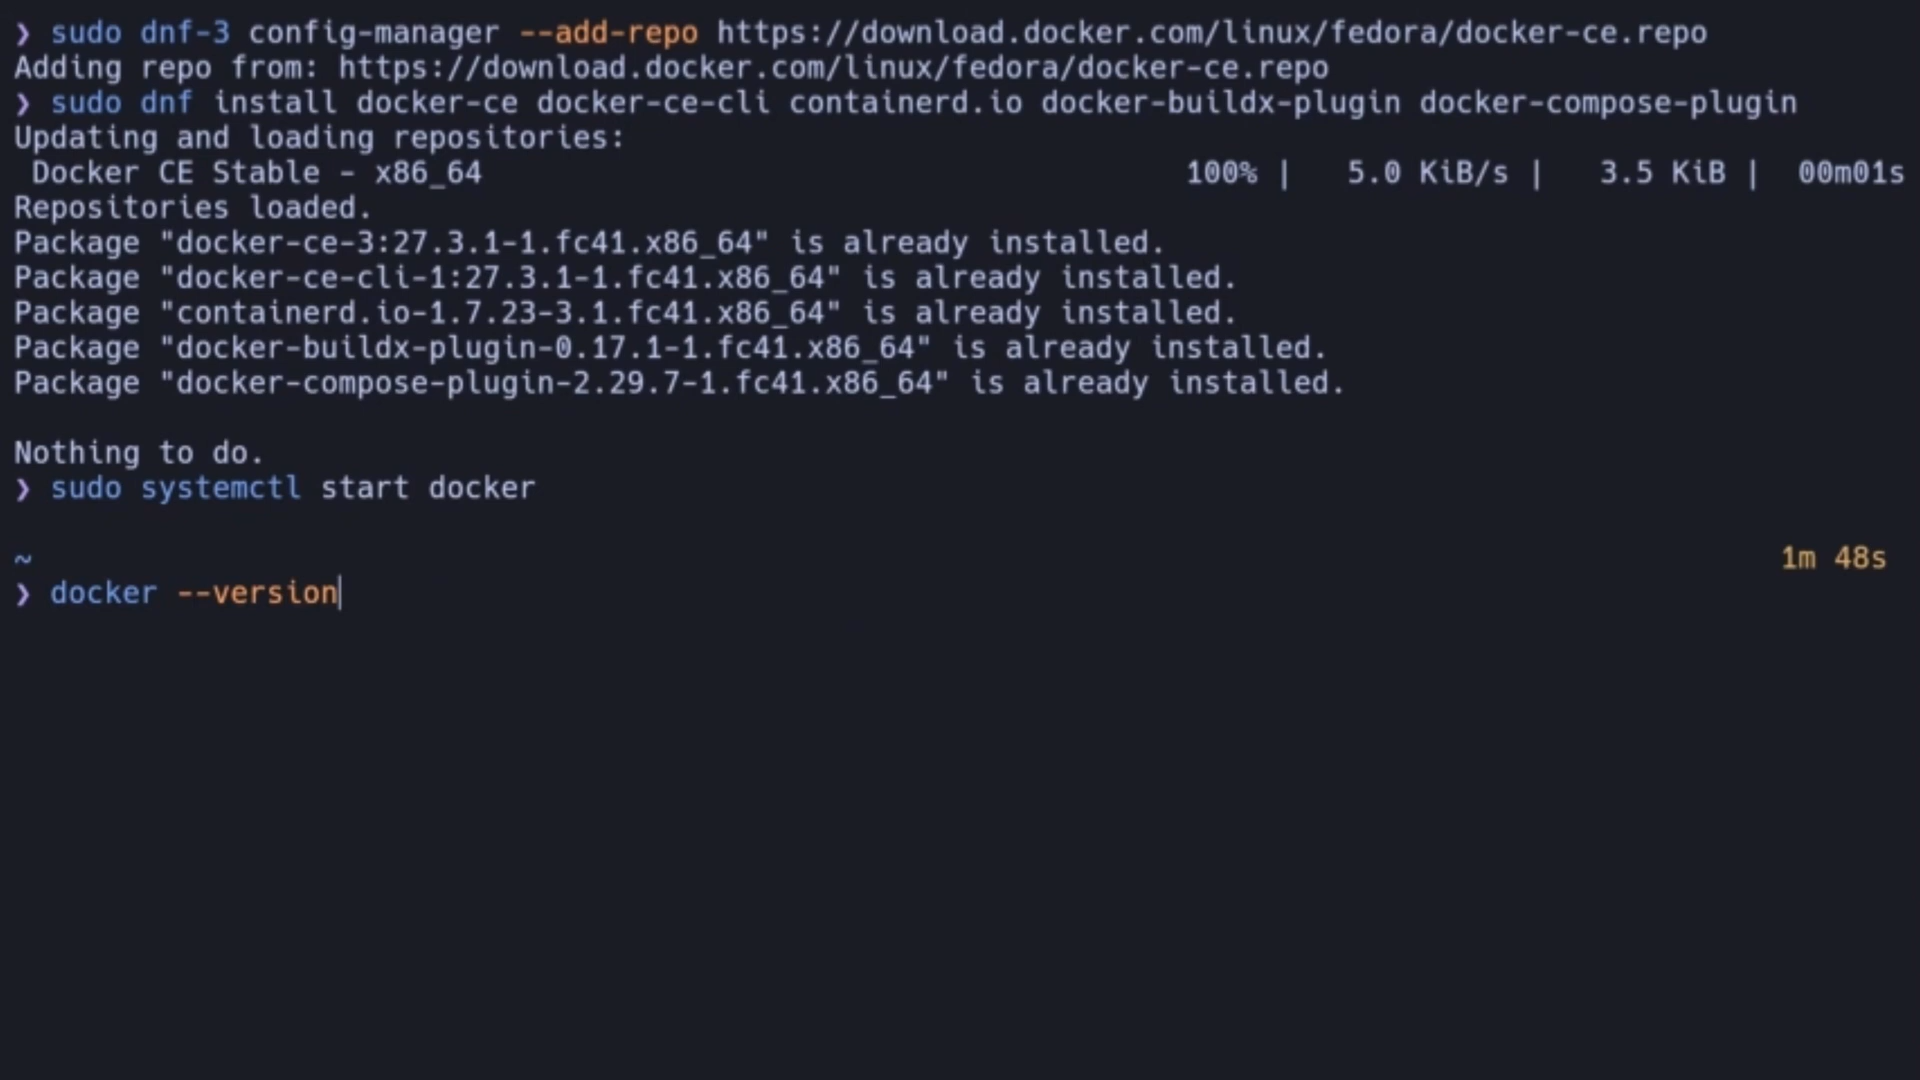 ❯ sudo dnf-3 config-manager --add-repo https://download.docker.com/linux/fedora/docker-ce.repo
Adding repo from: https://download.docker.com/linux/fedora/docker-ce.repo
❯ sudo dnf install docker-ce docker-ce-cli containerd.io docker-buildx-plugin docker-compose-plugin
Updating and loading repositories:
Docker CE Stable - x86_64 100% | 5.0 KiB/s | 3.5 KiB | 00m01s
Repositories loaded.
Package "docker-ce-3:27.3.1-1.fc41.x86_64" is already installed.
Package "docker-ce-cli-1:27.3.1-1.fc41.x86_64" is already installed.
Package "containerd.io-1.7.23-3.1.fc41.x86_64" is already installed.
Package "docker-buildx-plugin-0.17.1-1.fc41.x86_64" is already installed.
Package "docker-compose-plugin-2.29.7-1.fc41.x86_64" is already installed.
Nothing to do.
❯ sudo systemctl start docker
~ 1m 48s
❯ docker --version